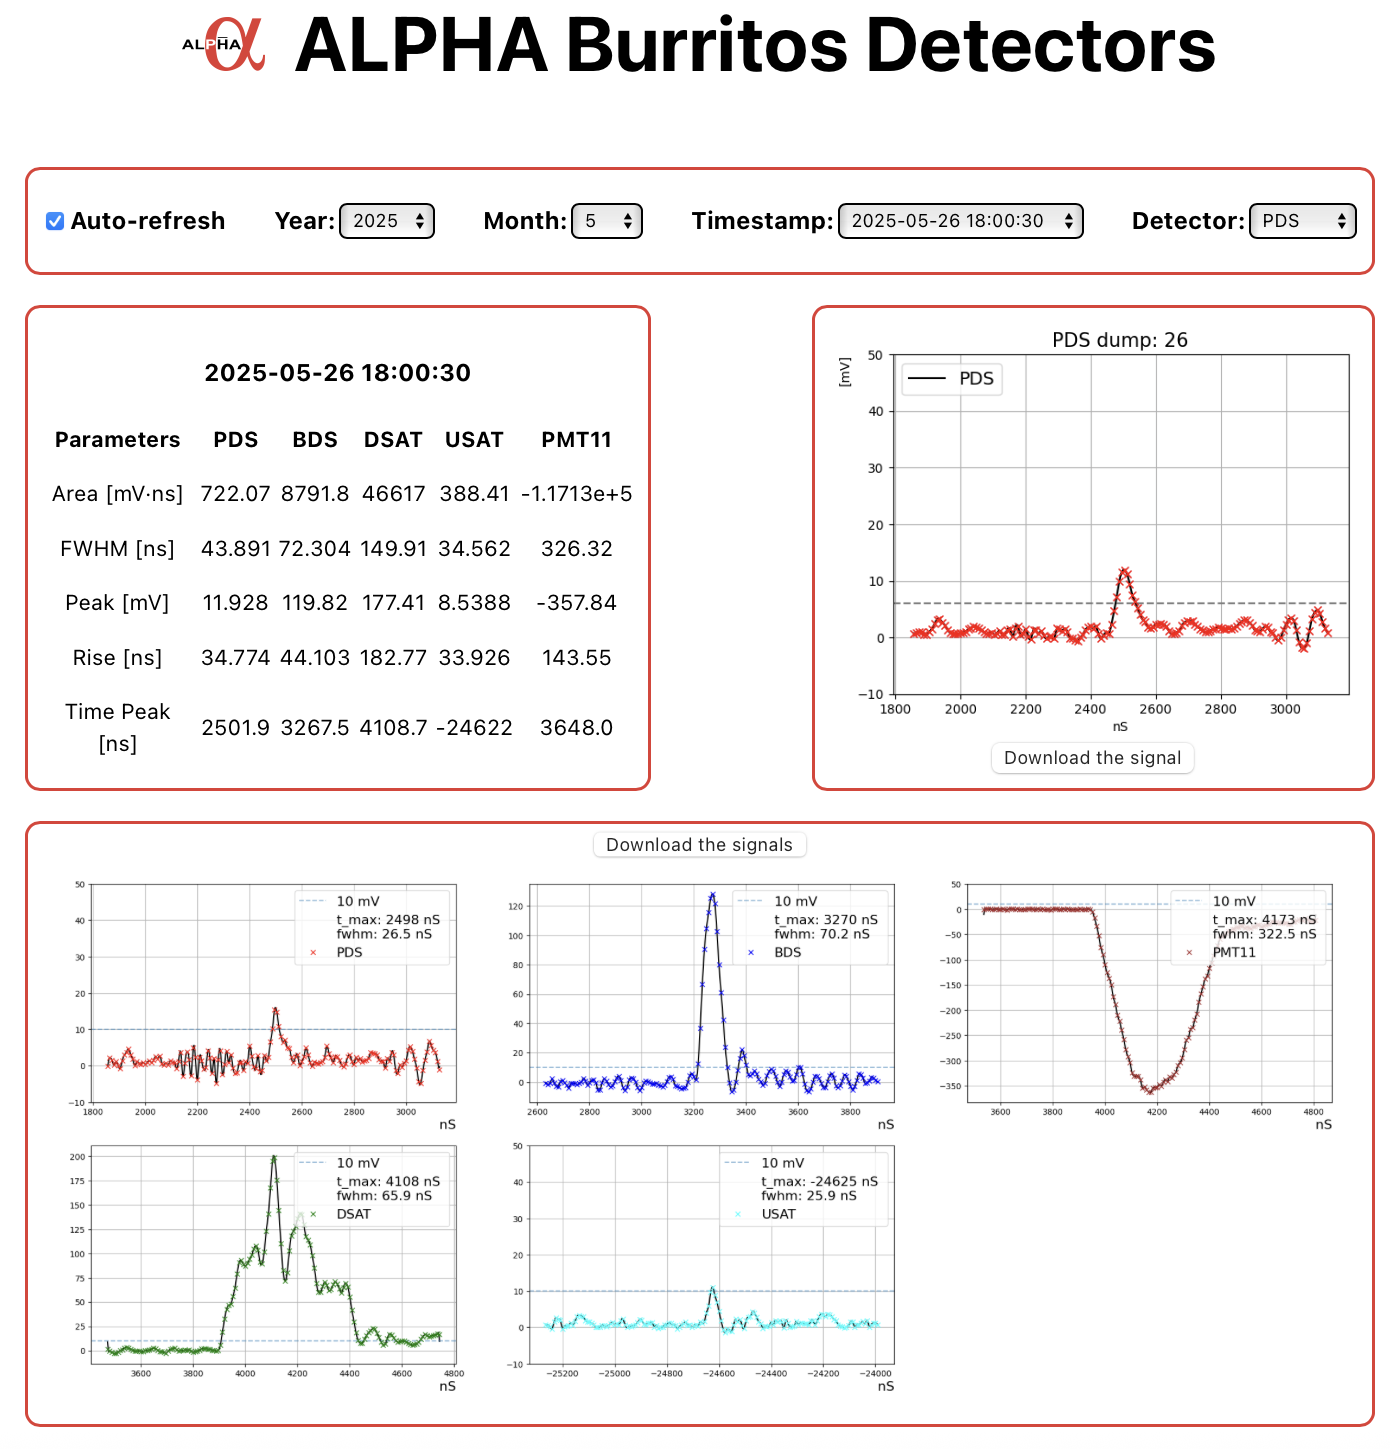 ALPHA ALPHA Burritos Detectors
Auto-refresh Year: 2025 Month: 5 Timestamp: 2025-05-26 18:00:30 Detector: PDS
2025-05-26 18:00:30
Parameters PDS BDS DSAT USAT PMT11
Area [mV·ns] 722.07 8791.8 46617 388.41 -1.1713e+5
FWHM [ns] 43.891 72.304 149.91 34.562 326.32
Peak [mV] 11.928 119.82 177.41 8.5388 -357.84
Rise [ns] 34.774 44.103 182.77 33.926 143.55
Time Peak
[ns] 2501.9 3267.5 4108.7 -24622 3648.0
PDS dump: 26
[mV]
50
PDS
40
30
20
10
0
−10
1800 2000 2200 2400 2600 2800 3000
nS
Download the signal
Download the signals
50
40
30
20
10
0
−10
10 mV
t_max: 2498 nS
fwhm: 26.5 nS
PDS
1800 2000 2200 2400 2600 2800 3000
nS
120
100
80
60
40
20
0
10 mV
t_max: 3270 nS
fwhm: 70.2 nS
BDS
2600 2800 3000 3200 3400 3600 3800
nS
50
0
−50
−100
−150
−200
−250
−300
−350
10 mV
t_max: 4173 nS
fwhm: 322.5 nS
PMT11
3600 3800 4000 4200 4400 4600 4800
nS
200
175
150
125
100
75
50
25
0
10 mV
t_max: 4108 nS
fwhm: 65.9 nS
DSAT
3600 3800 4000 4200 4400 4600 4800
nS
50
40
30
20
10
0
−10
10 mV
t_max: -24625 nS
fwhm: 25.9 nS
USAT
−25200 −25000 −24800 −24600 −24400 −24200 −24000
nS